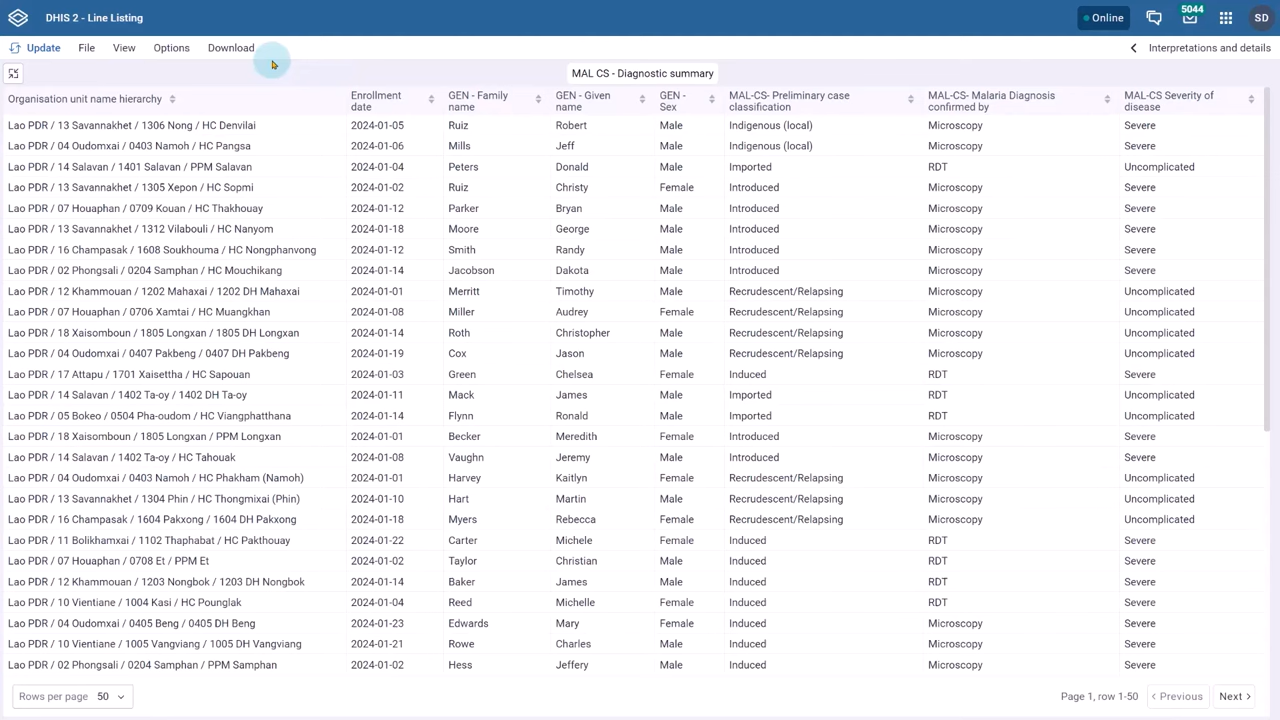 DHIS 2 - Line Listing
Online
5044
SD
Update File View Options Download
Interpretations and details
MAL CS - Diagnostic summary
Organisation unit name hierarchy
Enrollment date
GEN - Family name
GEN - Given name
GEN - Sex
MAL-CS- Preliminary case classification
MAL-CS- Malaria Diagnosis confirmed by
MAL-CS Severity of disease
Lao PDR / 13 Savannakhet / 1306 Nong / HC Denvilai 2024-01-05 Ruiz Robert Male Indigenous (local) Microscopy Severe
Lao PDR / 04 Oudomxai / 0403 Namoh / HC Pangsa 2024-01-06 Mills Jeff Male Indigenous (local) Microscopy Severe
Lao PDR / 14 Salavan / 1401 Salavan / PPM Salavan 2024-01-04 Peters Donald Male Imported RDT Uncomplicated
Lao PDR / 13 Savannakhet / 1305 Xepon / HC Sopmi 2024-01-02 Ruiz Christy Female Introduced Microscopy Severe
Lao PDR / 07 Houaphan / 0709 Kouan / HC Thakhouay 2024-01-12 Parker Bryan Male Introduced Microscopy Severe
Lao PDR / 13 Savannakhet / 1312 Vilabouli / HC Nanyom 2024-01-18 Moore George Male Introduced Microscopy Severe
Lao PDR / 16 Champasak / 1608 Soukhouma / HC Nongphanvong 2024-01-12 Smith Randy Male Introduced Microscopy Severe
Lao PDR / 02 Phongsali / 0204 Samphan / HC Mouchikang 2024-01-14 Jacobson Dakota Male Introduced Microscopy Severe
Lao PDR / 12 Khammouan / 1202 Mahaxai / 1202 DH Mahaxai 2024-01-01 Merritt Timothy Male Recrudescent/Relapsing Microscopy Uncomplicated
Lao PDR / 07 Houaphan / 0706 Xamtai / HC Muangkhan 2024-01-08 Miller Audrey Female Recrudescent/Relapsing Microscopy Uncomplicated
Lao PDR / 18 Xaisomboun / 1805 Longxan / 1805 DH Longxan 2024-01-14 Roth Christopher Male Recrudescent/Relapsing Microscopy Uncomplicated
Lao PDR / 04 Oudomxai / 0407 Pakbeng / 0407 DH Pakbeng 2024-01-19 Cox Jason Male Recrudescent/Relapsing Microscopy Uncomplicated
Lao PDR / 17 Attapu / 1701 Xaisettha / HC Sapouan 2024-01-03 Green Chelsea Female Induced RDT Severe
Lao PDR / 14 Salavan / 1402 Ta-oy / 1402 DH Ta-oy 2024-01-11 Mack James Male Imported RDT Uncomplicated
Lao PDR / 05 Bokeo / 0504 Pha-oudom / HC Viangphatthana 2024-01-14 Flynn Ronald Male Imported RDT Uncomplicated
Lao PDR / 18 Xaisomboun / 1805 Longxan / PPM Longxan 2024-01-01 Becker Meredith Female Introduced Microscopy Severe
Lao PDR / 14 Salavan / 1402 Ta-oy / HC Tahouak 2024-01-08 Vaughn Jeremy Male Introduced Microscopy Severe
Lao PDR / 04 Oudomxai / 0403 Namoh / HC Phakham (Namoh) 2024-01-01 Harvey Kaitlyn Female Recrudescent/Relapsing Microscopy Uncomplicated
Lao PDR / 13 Savannakhet / 1304 Phin / HC Thongmixai (Phin) 2024-01-10 Hart Martin Male Recrudescent/Relapsing Microscopy Uncomplicated
Lao PDR / 16 Champasak / 1604 Pakxong / 1604 DH Pakxong 2024-01-18 Myers Rebecca Female Recrudescent/Relapsing Microscopy Uncomplicated
Lao PDR / 11 Bolikhamxai / 1102 Thaphabat / HC Pakthouay 2024-01-22 Carter Michele Female Induced RDT Severe
Lao PDR / 07 Houaphan / 0708 Et / PPM Et 2024-01-02 Taylor Christian Male Induced RDT Severe
Lao PDR / 12 Khammouan / 1203 Nongbok / 1203 DH Nongbok 2024-01-14 Baker James Male Induced RDT Severe
Lao PDR / 10 Vientiane / 1004 Kasi / HC Pounglak 2024-01-04 Reed Michelle Female Induced RDT Severe
Lao PDR / 04 Oudomxai / 0405 Beng / 0405 DH Beng 2024-01-23 Edwards Mary Female Induced Microscopy Severe
Lao PDR / 10 Vientiane / 1005 Vangviang / 1005 DH Vangviang 2024-01-21 Rowe Charles Male Induced Microscopy Severe
Lao PDR / 02 Phongsali / 0204 Samphan / PPM Samphan 2024-01-02 Hess Jeffery Male Induced Microscopy Severe
Rows per page 50
Page 1, row 1-50 Previous Next